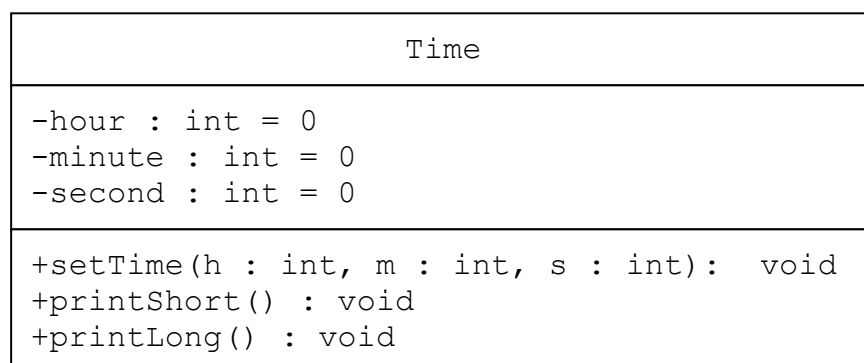 Time
-hour : int = 0
-minute : int = 0
-second : int = 0
+setTime(h : int, m : int, s : int):  void
+printShort() : void
+printLong() : void